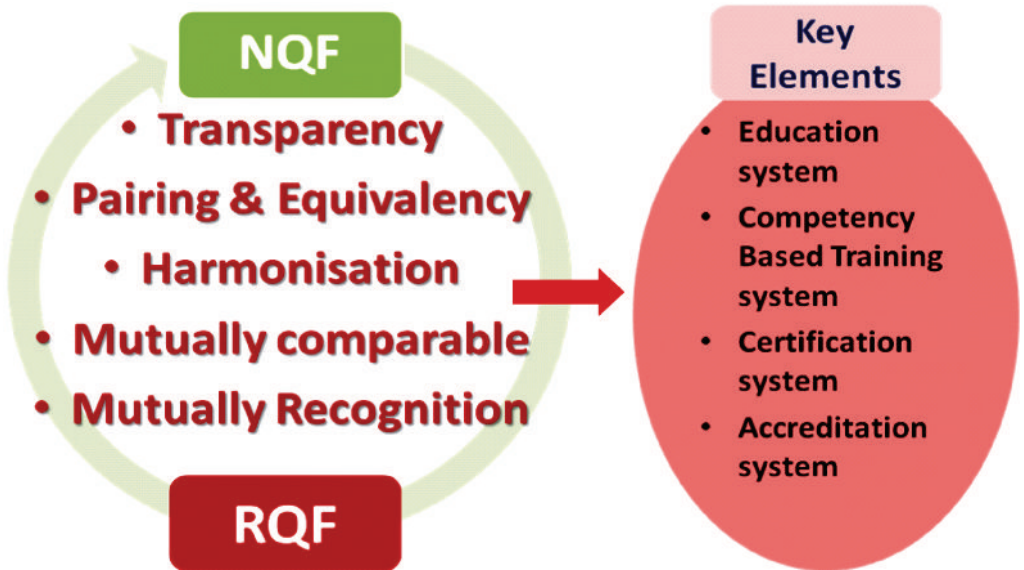 NQF
• Transparency
• Pairing & Equivalency
• Harmonisation
• Mutually comparable
• Mutually Recognition
RQF
Key
Elements
• Education
system
• Competency
Based Training
system
• Certification
system
• Accreditation
system